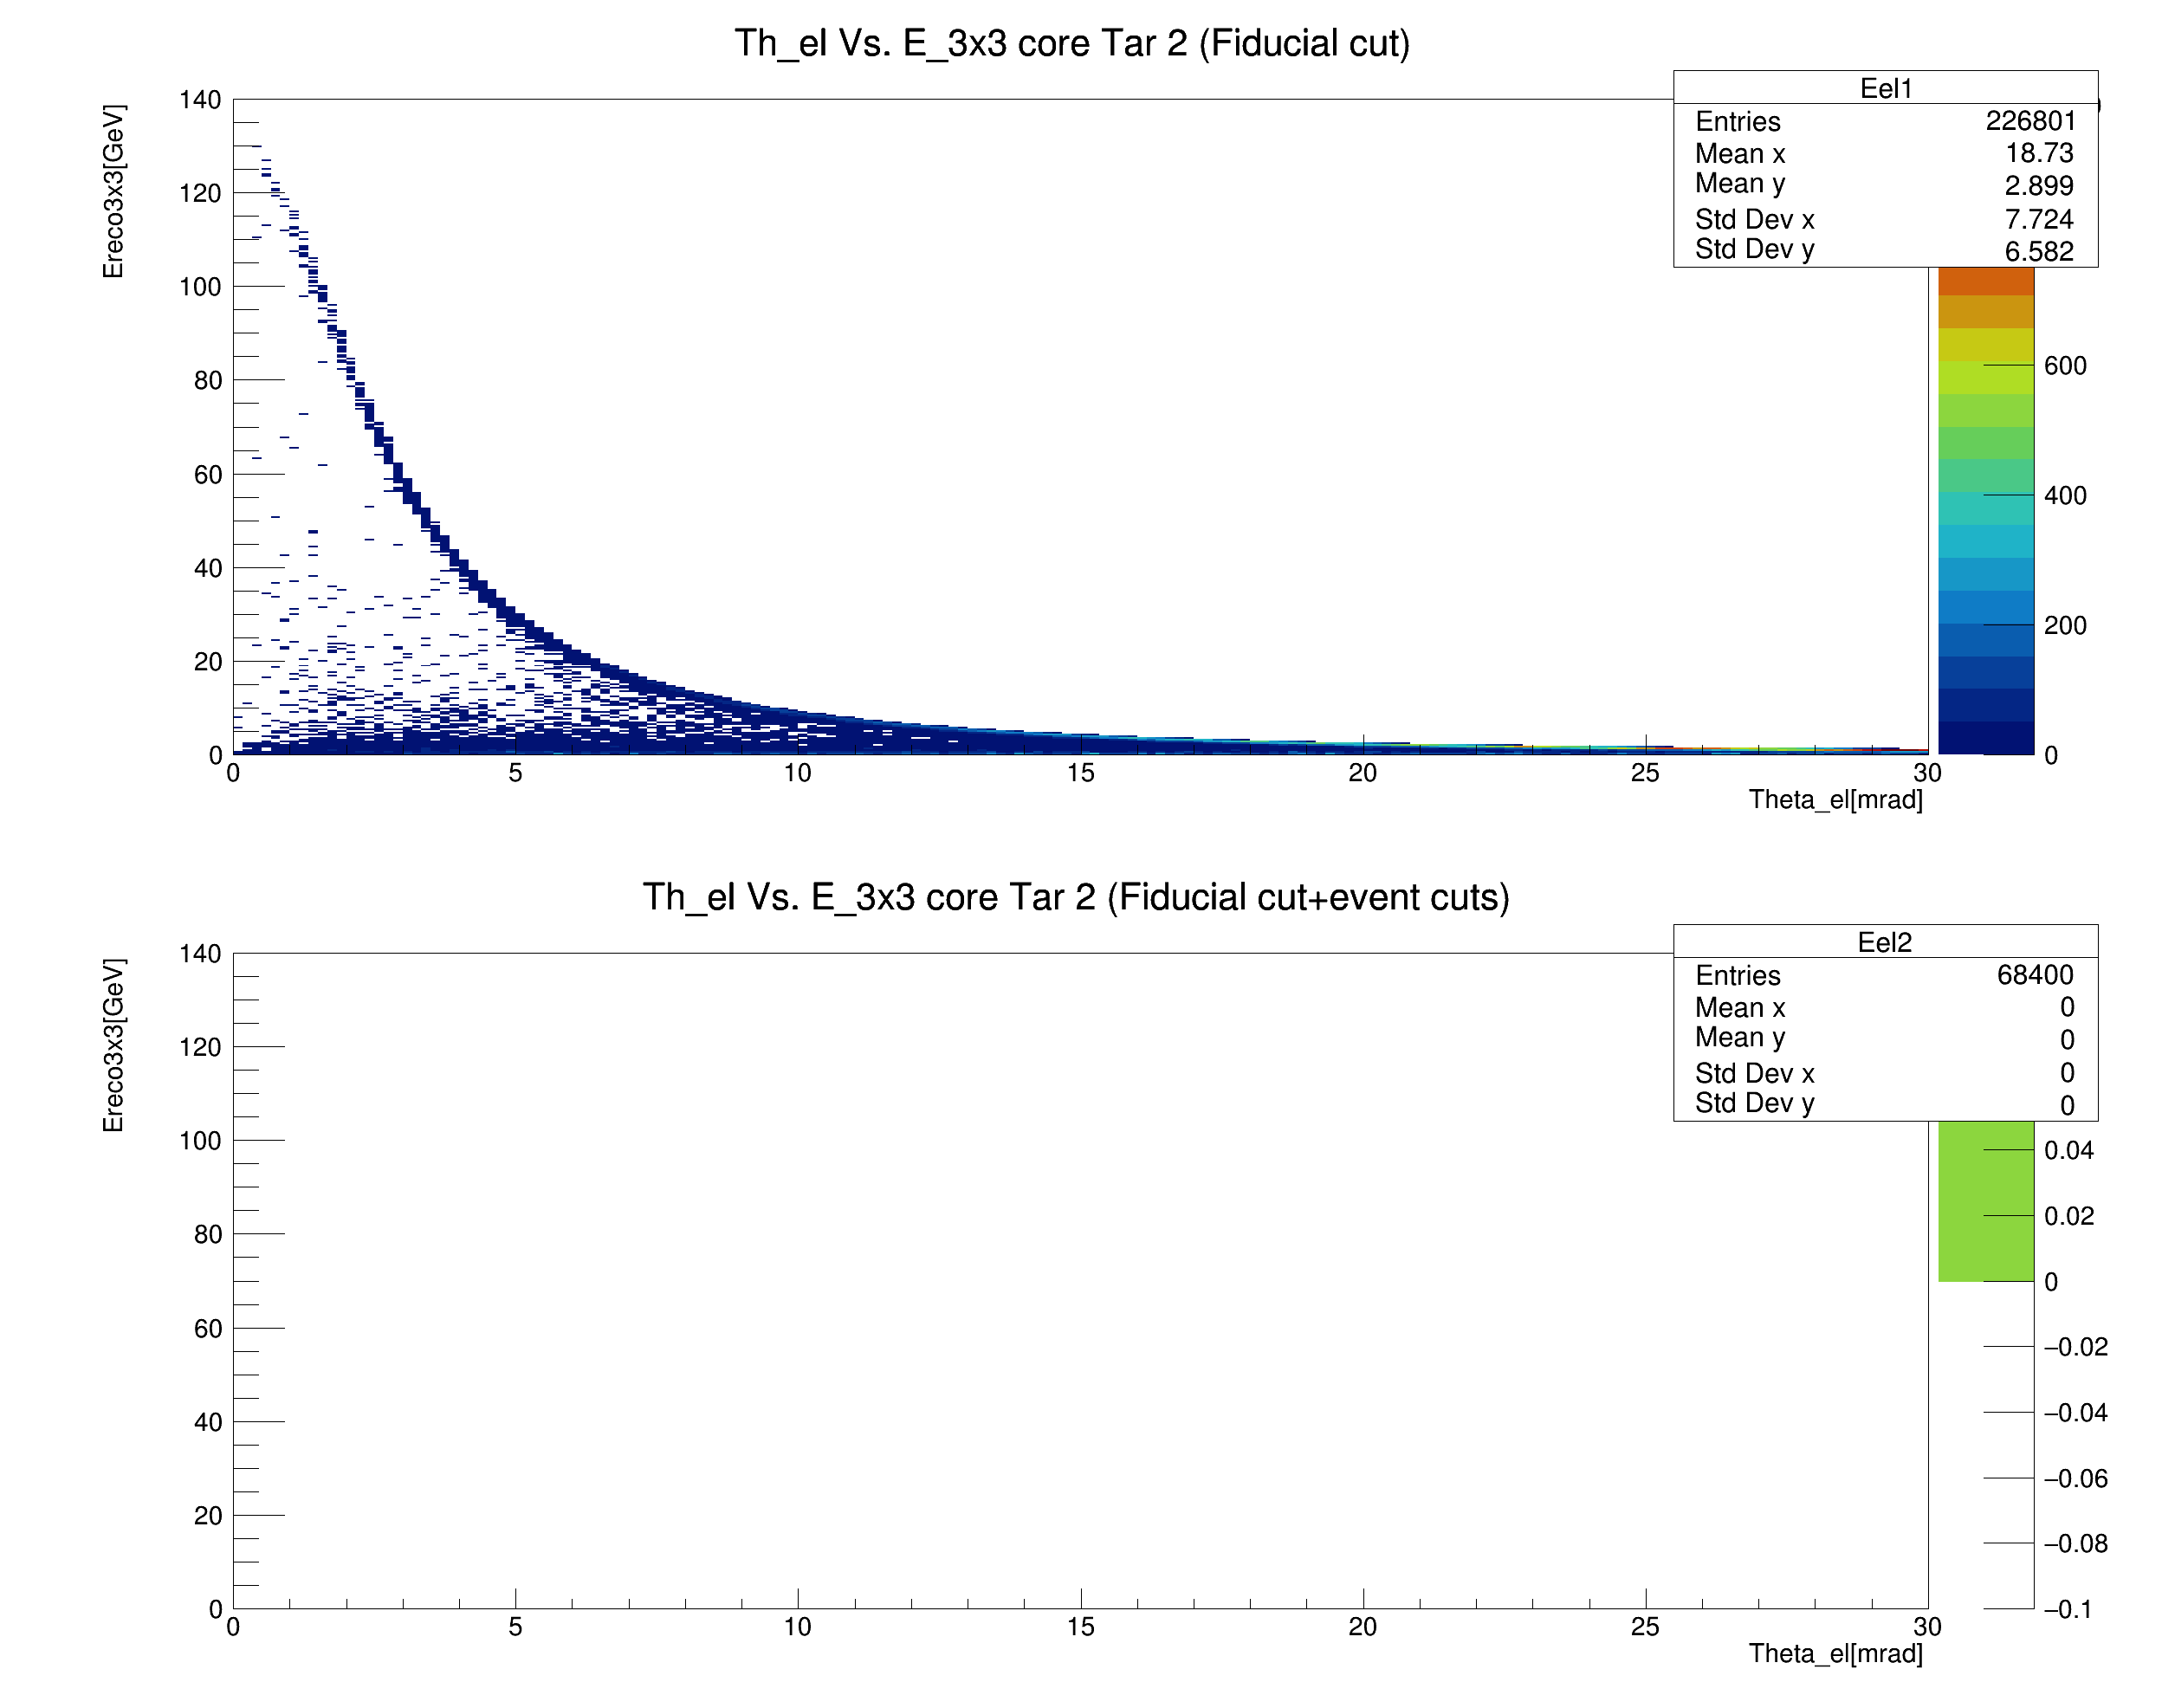 Th_el Vs. E_3x3 core Tar 2 (Fiducial cut)
Eel1
Entries 226801
Mean x 18.73
Mean y 2.899
Std Dev x 7.724
Std Dev y 6.582
Ereco3x3[GeV]
140
120
100
80
60
40
20
0
0 5 10 15 20 25 30
Theta_el[mrad]
600
400
200
0
Th_el Vs. E_3x3 core Tar 2 (Fiducial cut+event cuts)
Eel2
Entries 68400
Mean x 0
Mean y 0
Std Dev x 0
Std Dev y 0
Ereco3x3[GeV]
140
120
100
80
60
40
20
0
0 5 10 15 20 25 30
Theta_el[mrad]
0.04
0.02
0
−0.02
−0.04
−0.06
−0.08
−0.1